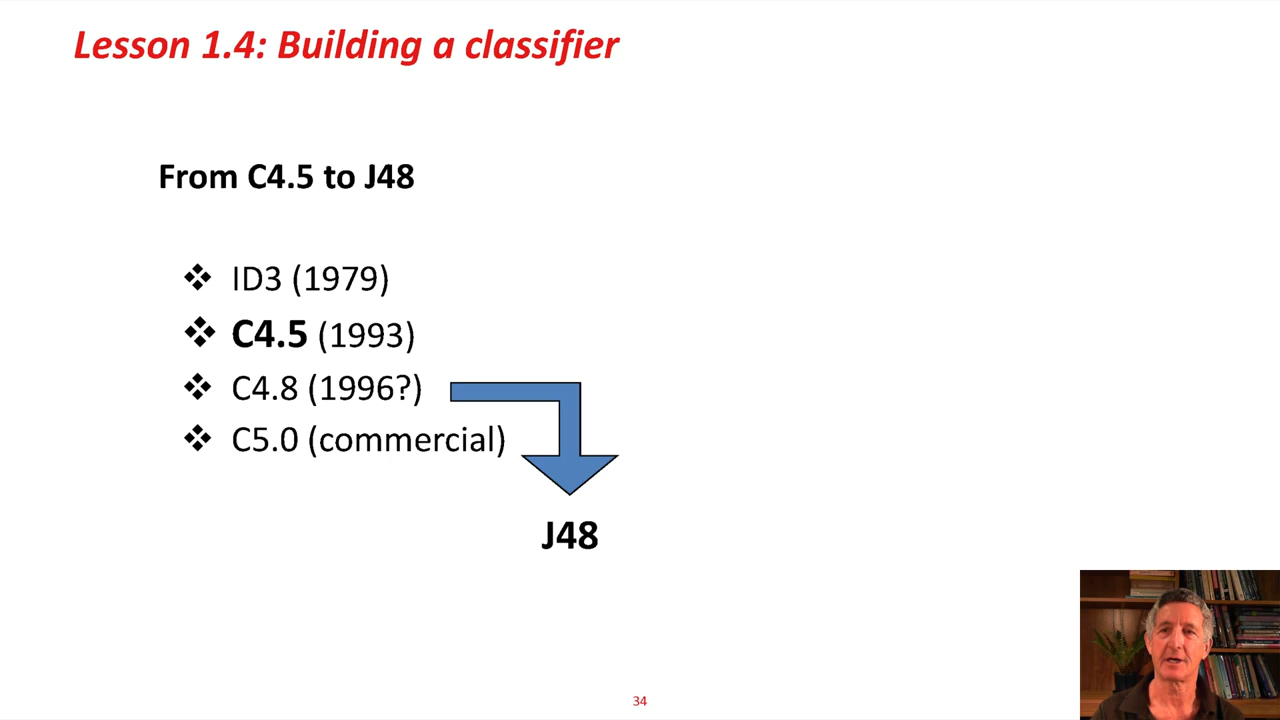 Lesson 1.4: Building a classifier
From C4.5 to J48
ID3 (1979)
C4.5 (1993)
C4.8 (1996?)
C5.0 (commercial)
J48
34